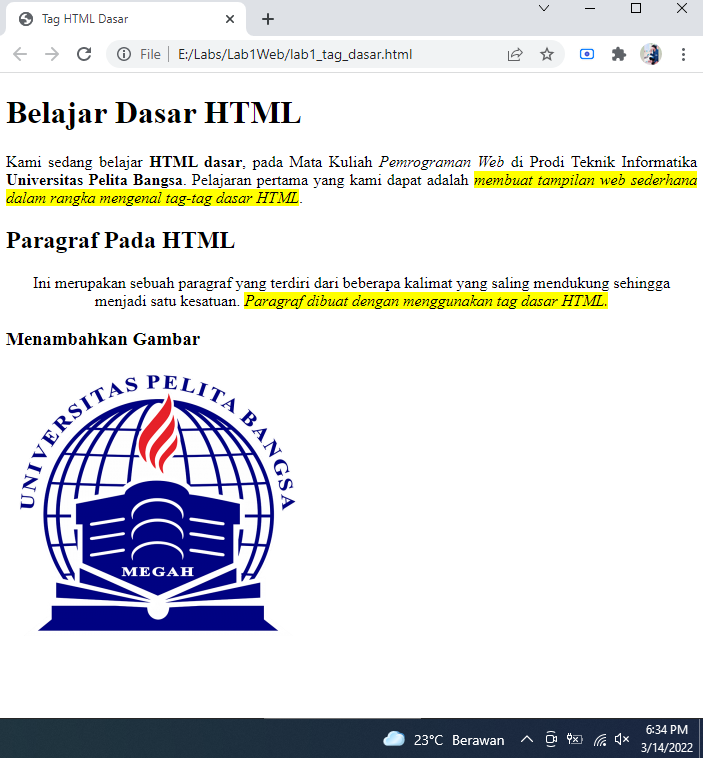 Tag HTML Dasar
File
E:/Labs/Lab1Web/lab1_tag_dasar.html
Belajar Dasar HTML
Kami sedang belajar HTML dasar, pada Mata Kuliah Pemrograman Web di Prodi Teknik Informatika
Universitas Pelita Bangsa. Pelajaran pertama yang kami dapat adalah membuat tampilan web sederhana
dalam rangka mengenal tag-tag dasar HTML.
Paragraf Pada HTML
Ini merupakan sebuah paragraf yang terdiri dari beberapa kalimat yang saling mendukung sehingga
menjadi satu kesatuan. Paragraf dibuat dengan menggunakan tag dasar HTML.
Menambahkan Gambar
UNIVERSITAS PELITA BANGSA
MEGAH
23°C Berawan
6:34 PM
3/14/2022